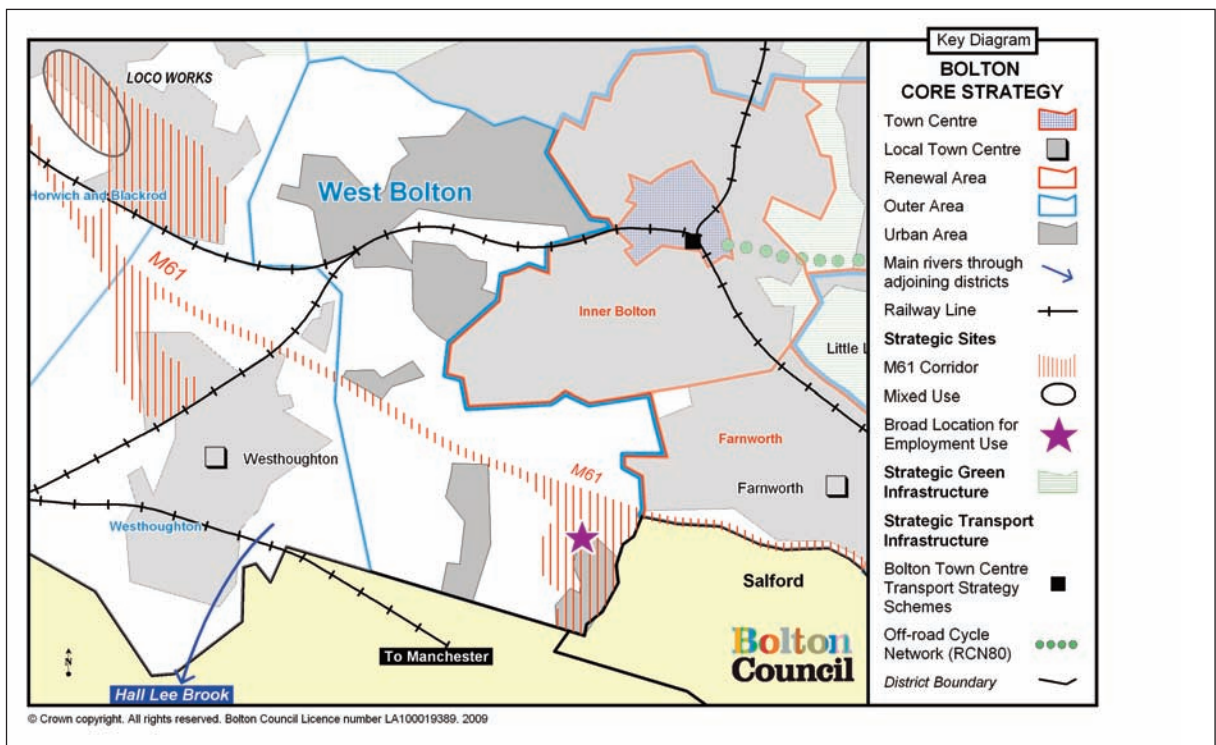 LOCO WORKS
Horwich and Blackrod
West Bolton
M61
Inner Bolton
Little L
Farnworth
M61
Westhoughton
Farnworth
Westhoughton
Salford
To Manchester
Bolton
Council
N
Hall Lee Brook
Key Diagram
BOLTON
CORE STRATEGY
Town Centre
Local Town Centre
Renewal Area
Outer Area
Urban Area
Main rivers through
adjoining districts
Railway Line
Strategic Sites
M61 Corridor
Mixed Use
Broad Location for
Employment Use
Strategic Green
Infrastructure
Strategic Transport
Infrastructure
Bolton Town Centre
Transport Strategy
Schemes
Off-road Cycle
Network (RCN80)
District Boundary
© Crown copyright. All rights reserved. Bolton Council Licence number LA100019389. 2009